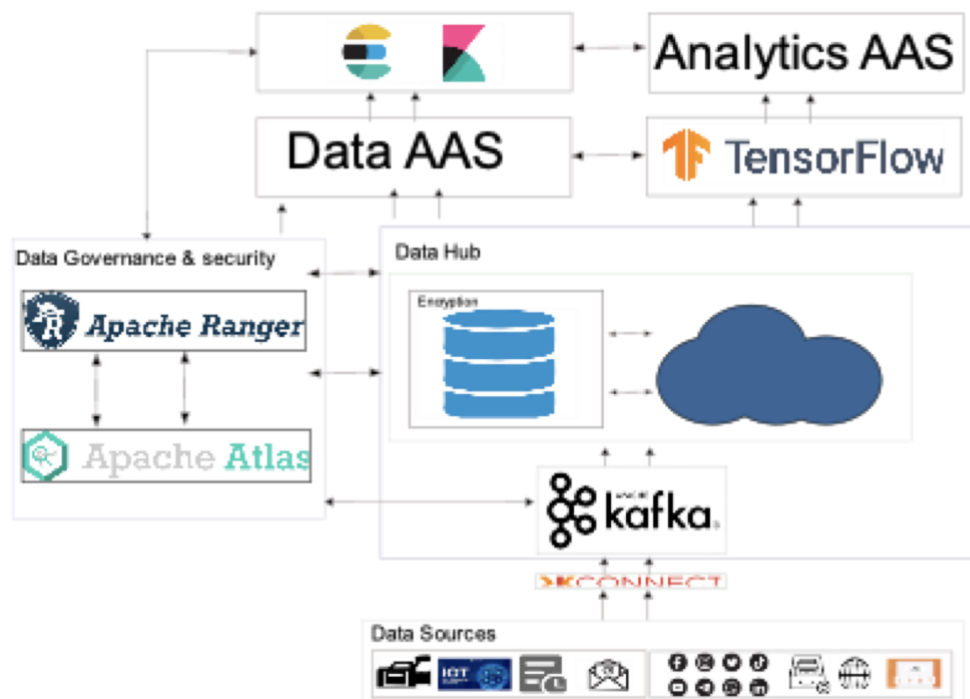 Analytics AAS
Data AAS
TensorFlow
Data Governance & security
Data Hub
Encryption
Apache Ranger
Apache Atlas
kafka
CONNECT
Data Sources
IOT